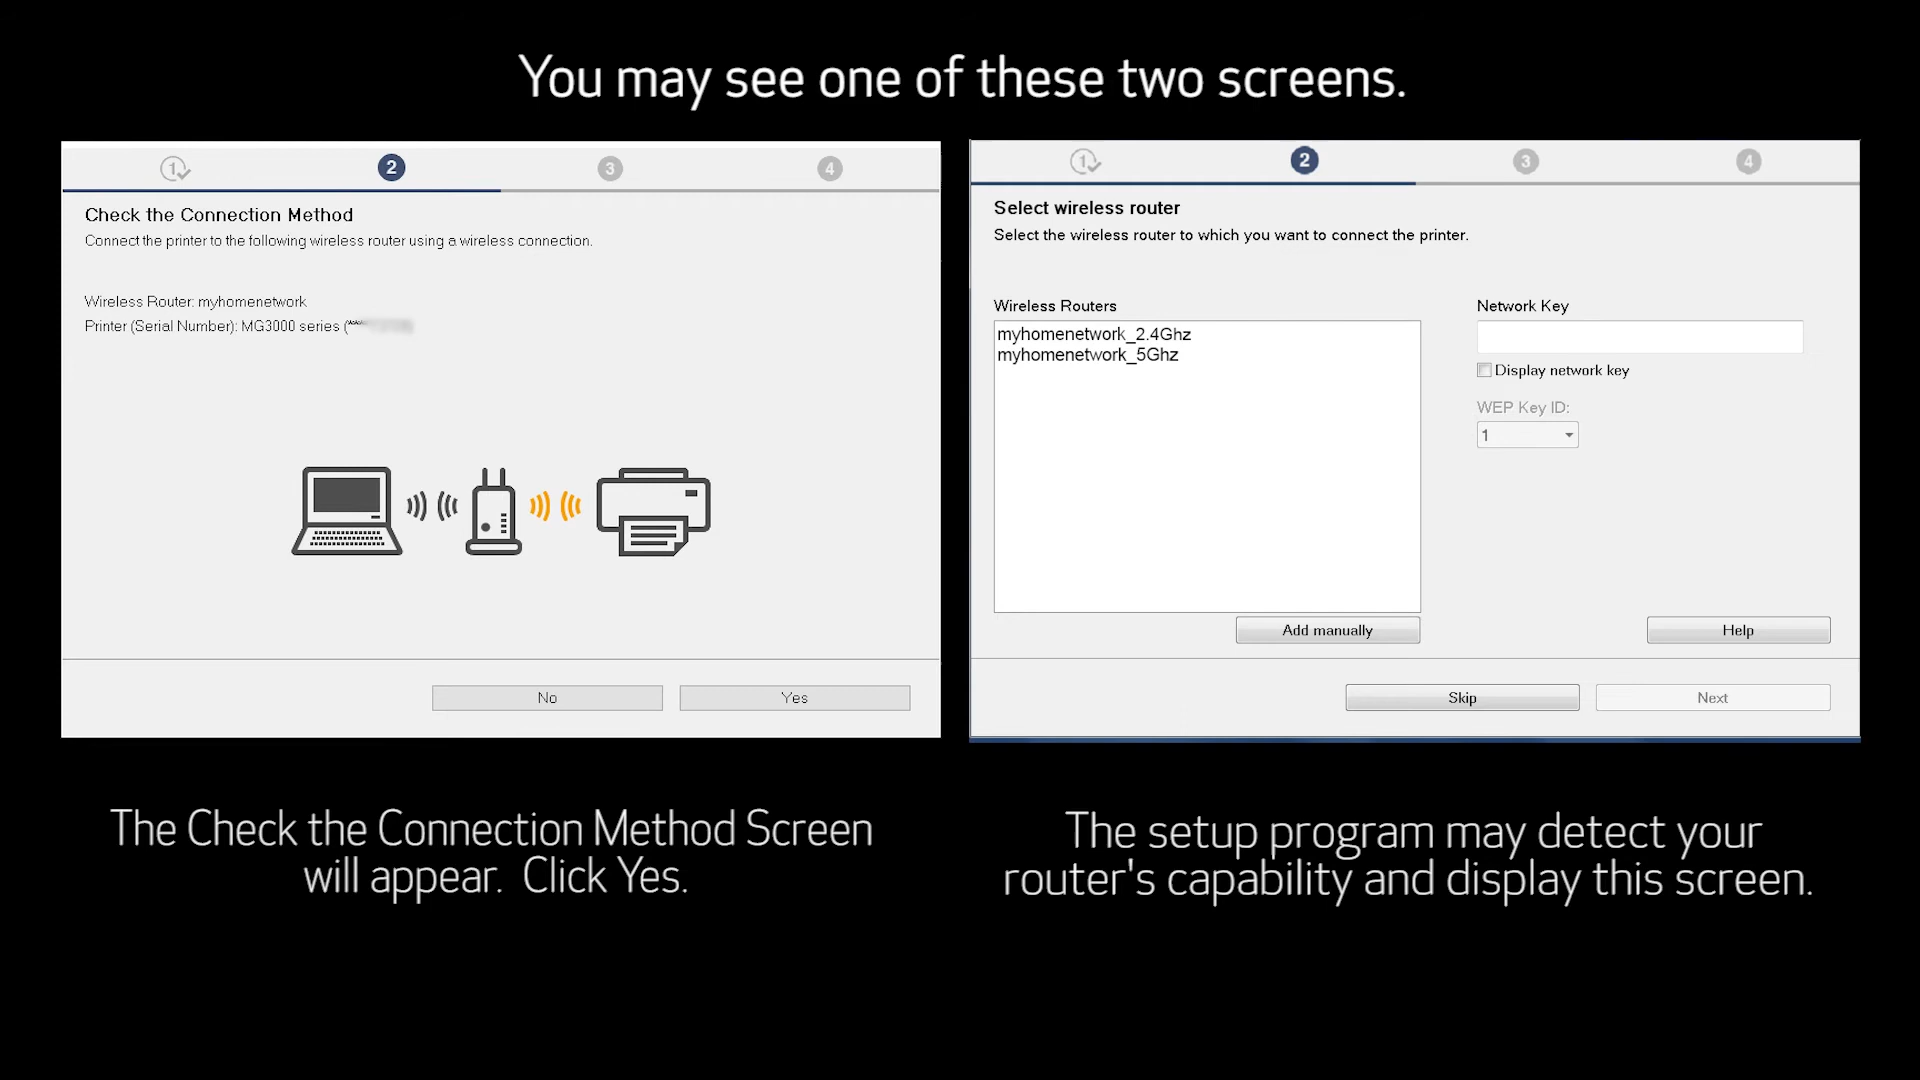 You may see one of these two screens.
1
2
3
4
Check the Connection Method
Connect the printer to the following wireless router using a wireless connection.
Wireless Router: myhomenetwork
Printer (Serial Number): MG3000 series (****
No
Yes
The Check the Connection Method Screen
will appear. Click Yes.
1
2
3
4
Select wireless router
Select the wireless router to which you want to connect the printer.
Wireless Routers
myhomenetwork_2.4Ghz
myhomenetwork_5Ghz
Add manually
Network Key
Display network key
WEP Key ID:
1
Help
Skip
Next
The setup program may detect your
router's capability and display this screen.